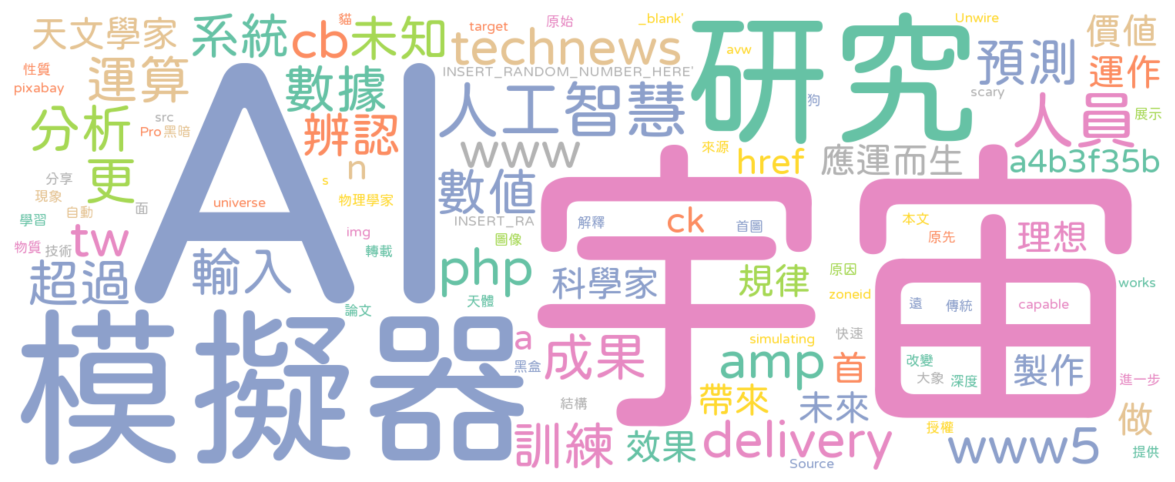 貓
原始
target
_blank`
Unwire
天文學家
系統
cb
未知
technews
avw
研究
預測
價值
性質
pixabay
運算
數據
INSERT_RANDOM_NUMBER_HERE`
人工智慧
scary
狗
運作
人員
展示
分析
src
Pro
黑暗
辨認
www
來源
href
應運而生
a4b3f35b
更
n
分享
現象
自動
面
s
物理學家
數值
universe
INSERT_RA
學習
物質
技術
tw
AI
img
轉載
圖像
解釋
ck
首圖
宇宙
本文
原先
理想
超過
輸入
php
天體
科學家
規律
原因
zoneid
遠
傳統
capable
works
論文
模擬器
a
黑盒
成果
simulating
amp
快速
首
改變
大象
深度
製作
進一步
結構
帶來
未來
做
訓練
效果
delivery
Source
授權
www5
提供